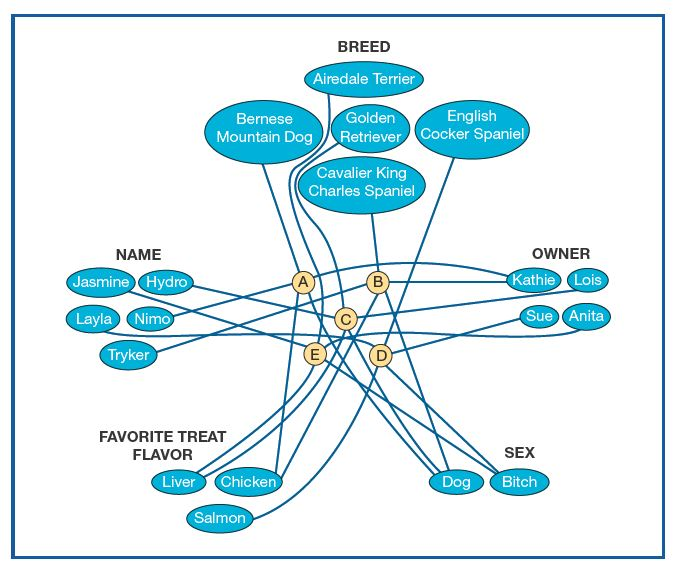 BREED
Airedale Terrier
Bernese
Mountain Dog
Golden
Retriever
English
Cocker Spaniel
Cavalier King
Charles Spaniel
NAME
Jasmine
Hydro
Layla
Nimo
Tryker
OWNER
Kathie
Lois
Sue
Anita
A
B
C
E
D
FAVORITE TREAT
FLAVOR
Liver
Chicken
Salmon
SEX
Dog
Bitch